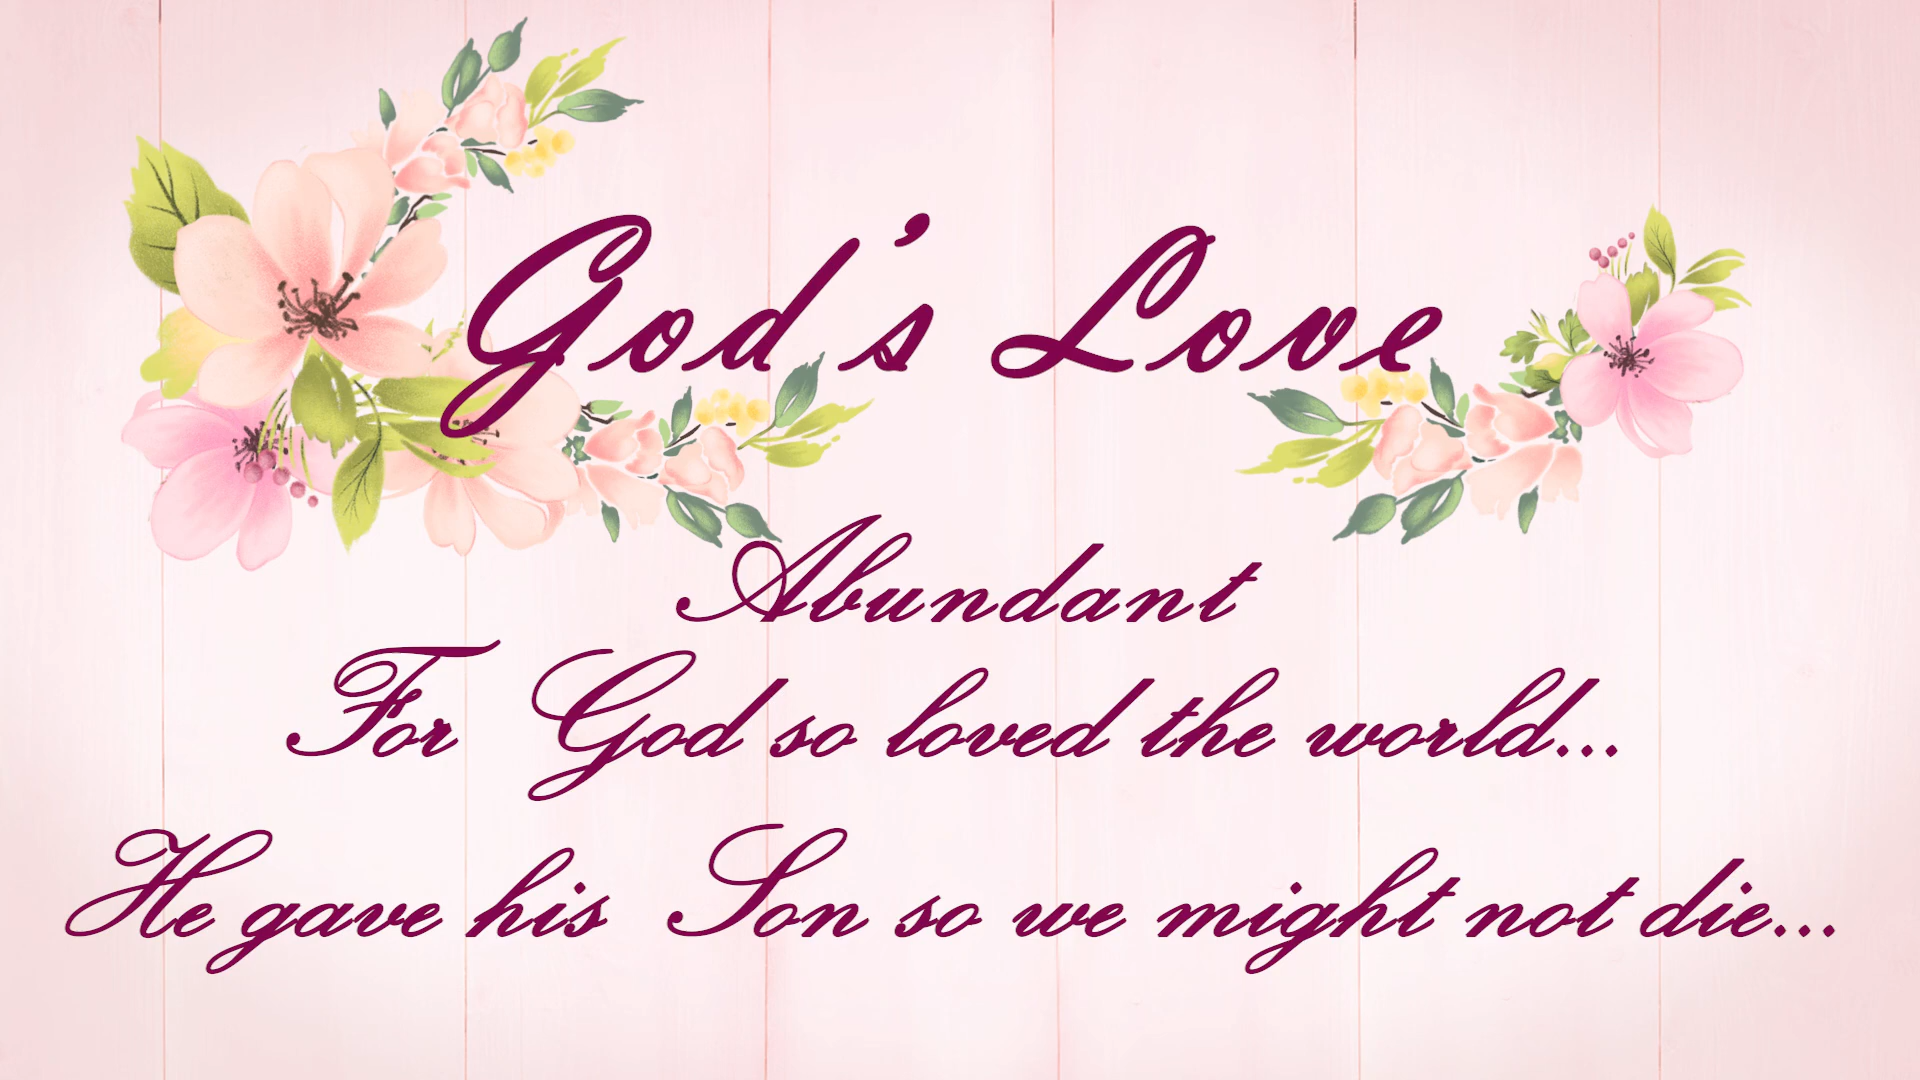 God's Love
Abundant
For God so loved the world...
He gave his Son so we might not die...